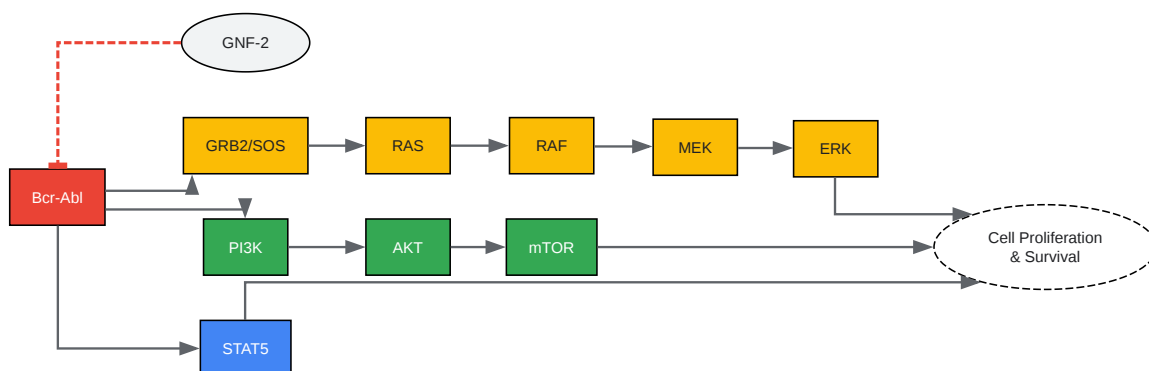 GNF-2
GRB2/SOS
RAS
RAF
MEK
ERK
Bcr-Abl
PI3K
AKT
mTOR
Cell Proliferation
& Survival
STAT5